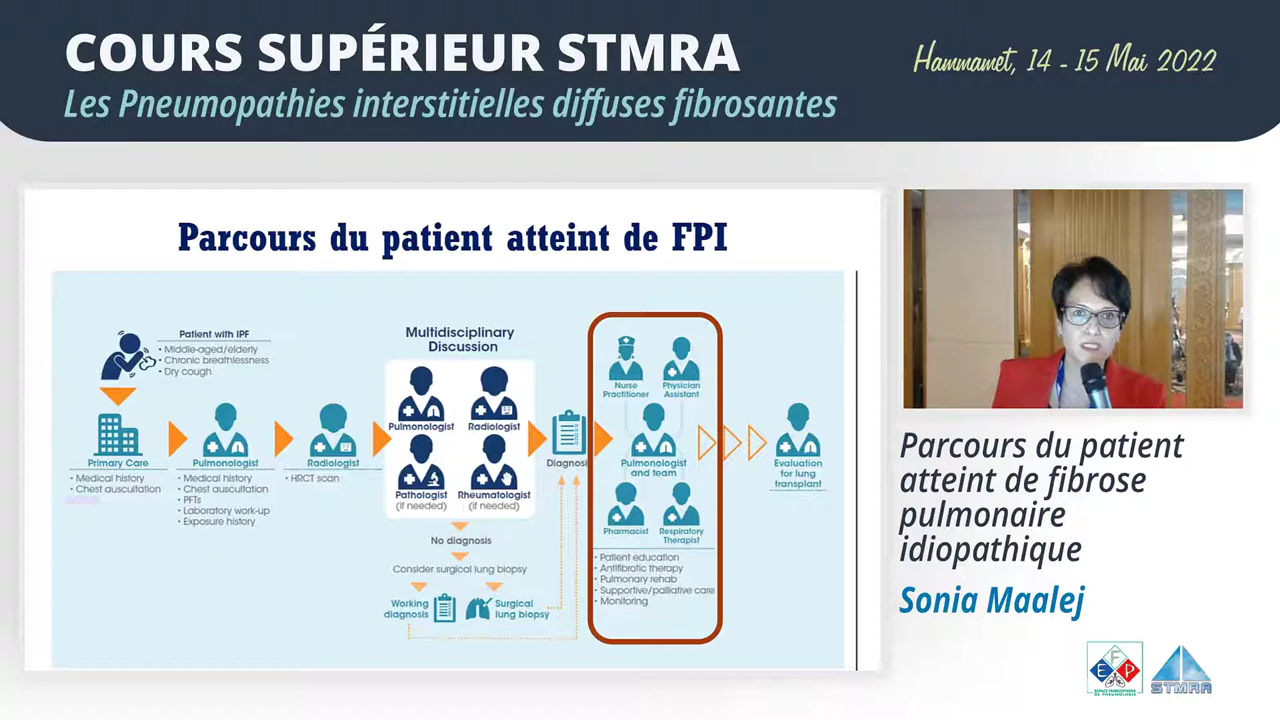 COURS SUPÉRIEUR STMRA
Les Pneumopathies interstitielles diffuses fibrosantes
Hammamet, 14 - 15 Mai 2022
Parcours du patient atteint de FPI
Patient with IPF
• Middle-aged/elderly
• Chronic breathlessness
• Dry cough
Primary Care
• Medical history
• Chest auscultation
Pulmonologist
• Medical history
• Chest auscultation
• PFTs
• Laboratory work-up
• Exposure history
Radiologist
• HRCT scan
Multidisciplinary
Discussion
Pulmonologist
Radiologist
Pathologist
(if needed)
Rheumatologist
(if needed)
No diagnosis
Consider surgical lung biopsy
Working
diagnosis
Surgical
lung biopsy
Diagnosis
Nurse
Practitioner
Physician
Assistant
Pulmonologist
and team
Pharmacist
Respiratory
Therapist
• Patient education
• Antifibrotic therapy
• Pulmonary rehab
• Supportive/palliative care
• Monitoring
Evaluation
for lung
transplant
Parcours du patient
atteint de fibrose
pulmonaire
idiopathique
Sonia Maalej
E F P
ESPACE FRANCOPHONE
DE PNEUMOLOGIE
STMRA